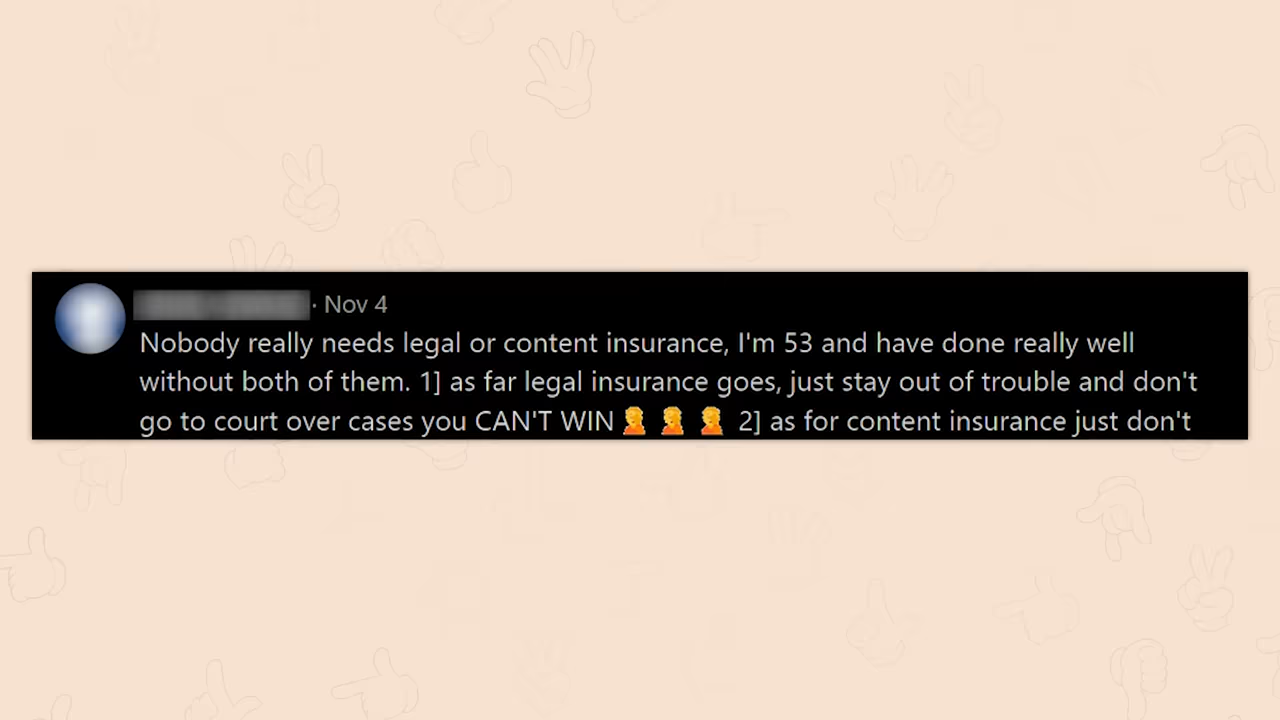 · Nov 4
Nobody really needs legal or content insurance, I'm 53 and have done really well
without both of them. 1] as far legal insurance goes, just stay out of trouble and don't
go to court over cases you CAN'T WIN 🤦 🤦 🤦 2] as for content insurance just don't